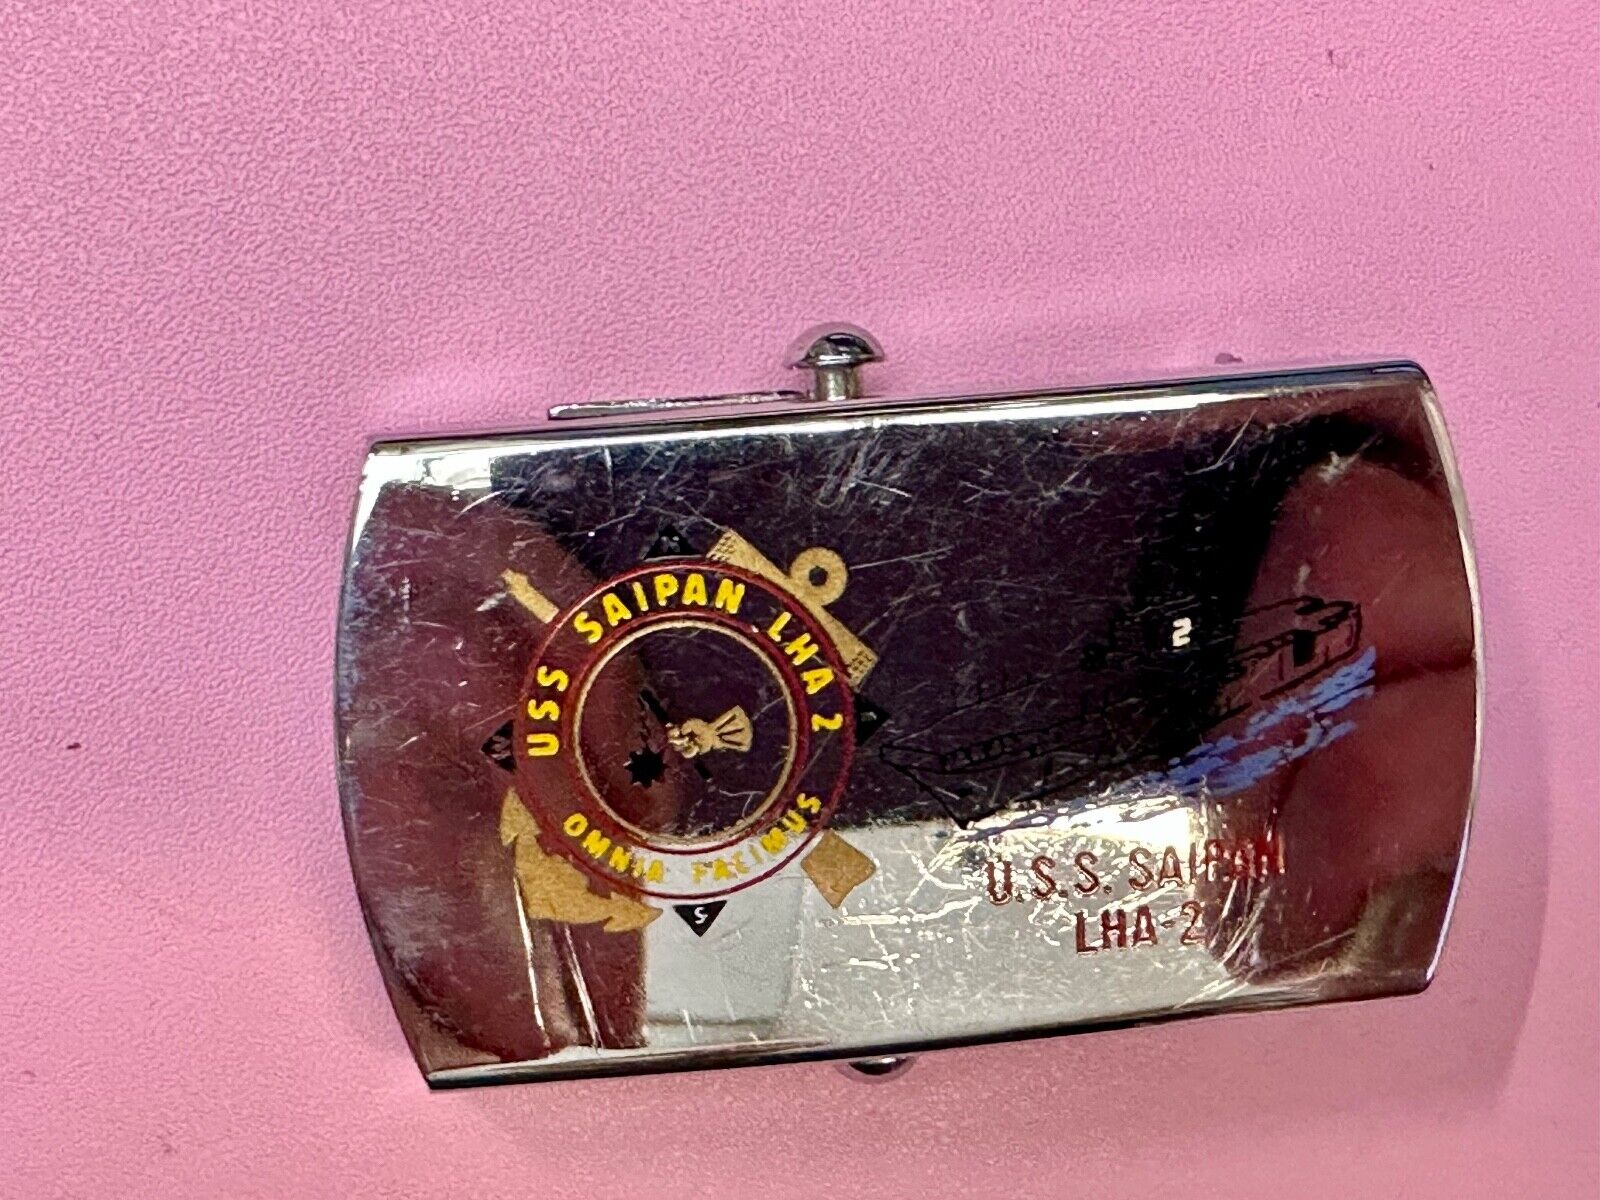 USS SAIPAN LHA 2
OMNIA FACIMUS
N
E
S
W
2
U.S.S. SAIPAN
LHA-2